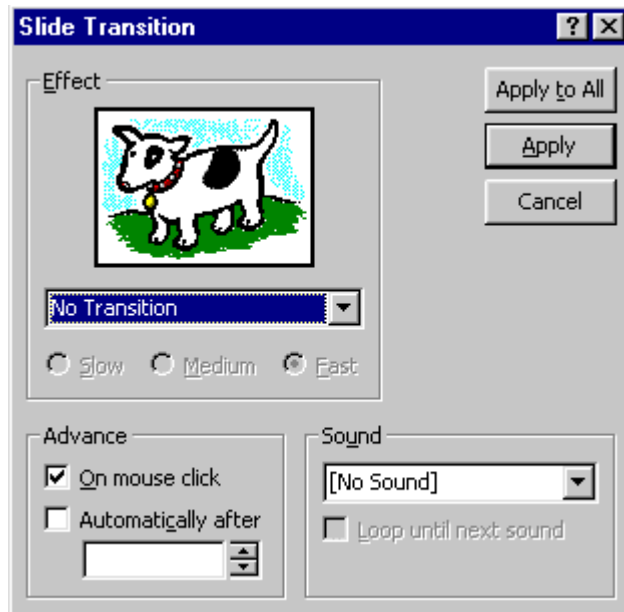 Slide Transition
Effect
Apply to All
Apply
Cancel
No Transition
Slow Medium Fast
Advance
On mouse click
Automatically after
Sound
[No Sound]
Loop until next sound